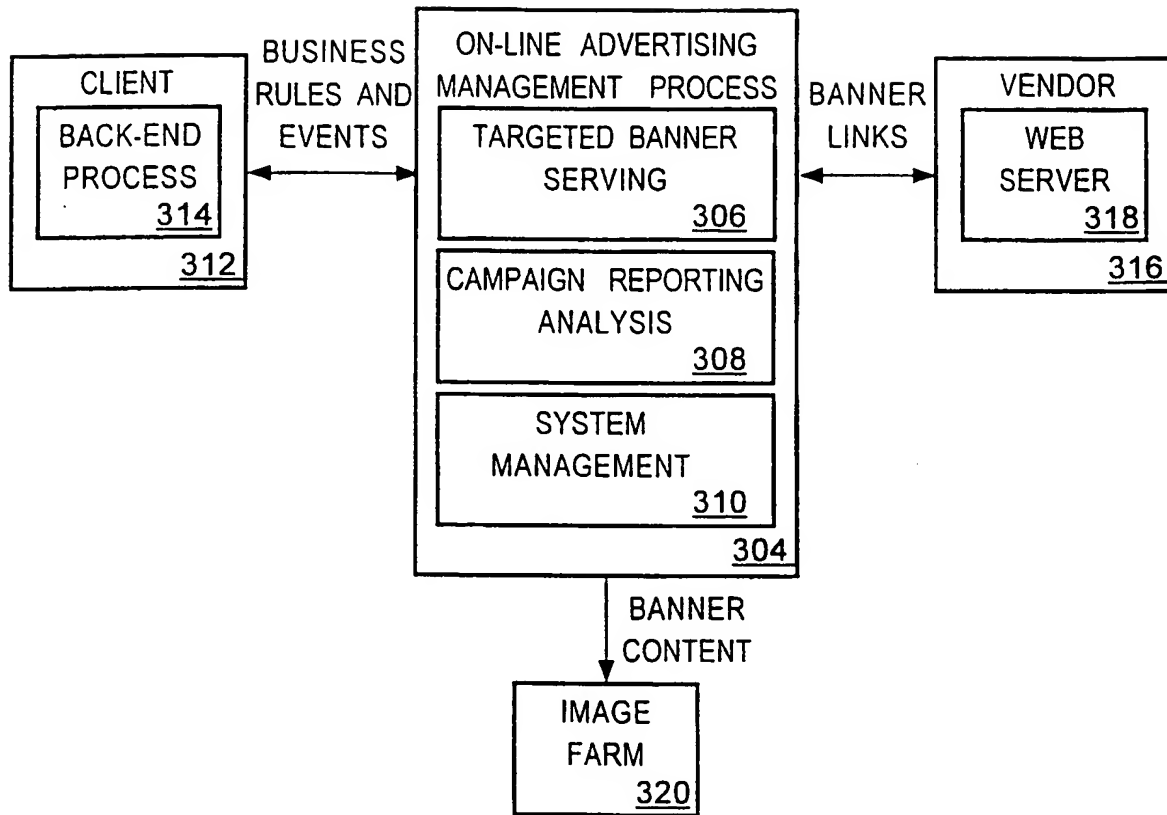 CLIENT
BACK-END
PROCESS
314
312
BUSINESS
RULES AND
EVENTS
ON-LINE ADVERTISING
MANAGEMENT PROCESS
TARGETED BANNER
SERVING
306
CAMPAIGN REPORTING
ANALYSIS
308
SYSTEM
MANAGEMENT
310
304
BANNER
LINKS
VENDOR
WEB
SERVER
318
316
BANNER
CONTENT
IMAGE
FARM
320